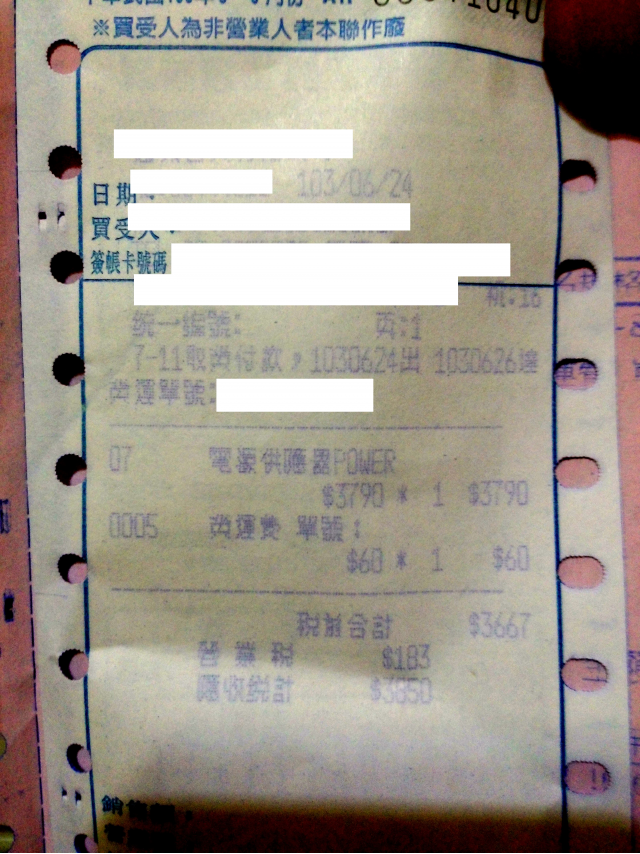 ※買受人為非營業人者本聯作廢
日期： 103/06/24
買受人：
簽帳卡號碼
機:16
統一編號: 頁:1
7-11取貨付款，1030624出 1030626達
貨運單號:
07 電源供應器POWER
$3790 * 1 $3790
0005 貨運費 單號：
$60 * 1 $60
稅前合計 $3667
營 業 稅 $183
應收總計 $3850